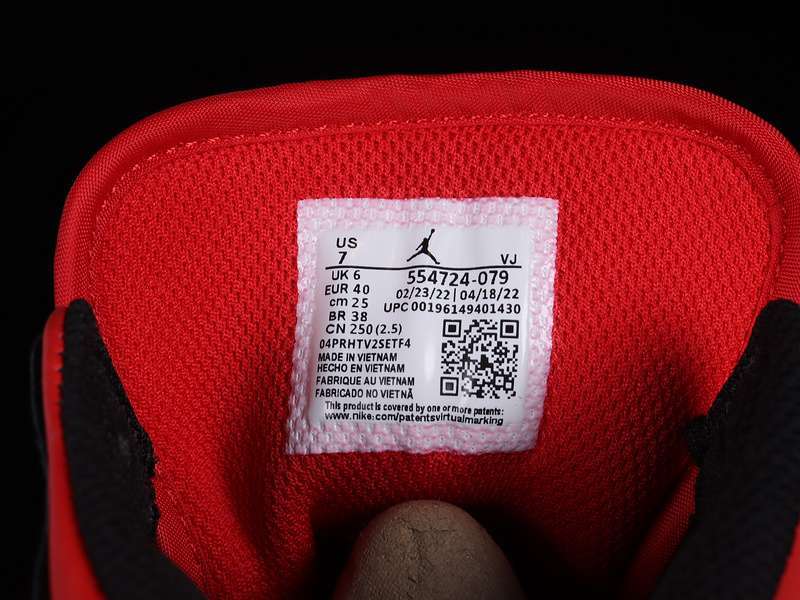 US
7
VJ
UK 6
554724-079
EUR 40
02/23/22 | 04/18/22
cm 25
UPC 00196149401430
BR 38
CN 250 (2.5)
04PRHTV2SETF4
MADE IN VIETNAM
HECHO EN VIETNAM
FABRIQUE AU VIETNAM
FABRICADO NO VIETNÃ
This product is covered by one or more patents:
www.nike.com/patentsvirtualmarking